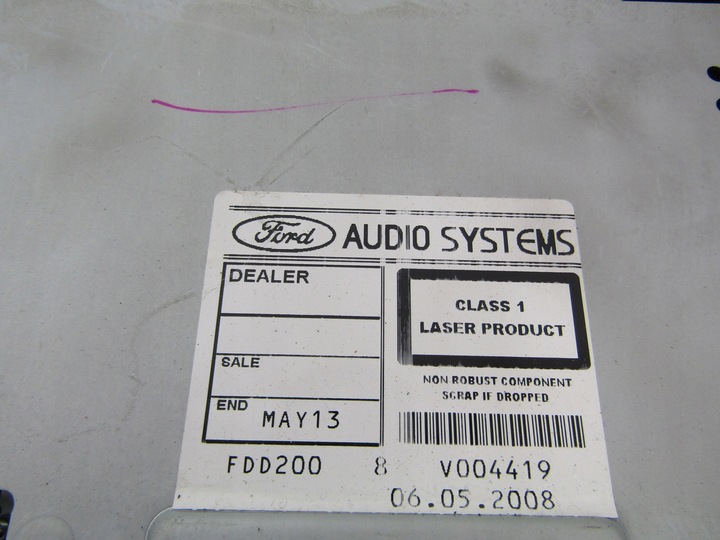 Ford AUDIO SYSTEMS
DEALER
SALE
END MAY13
CLASS 1
LASER PRODUCT
NON ROBUST COMPONENT
SCRAP IF DROPPED
FDD200 8 V004419
06.05.2008